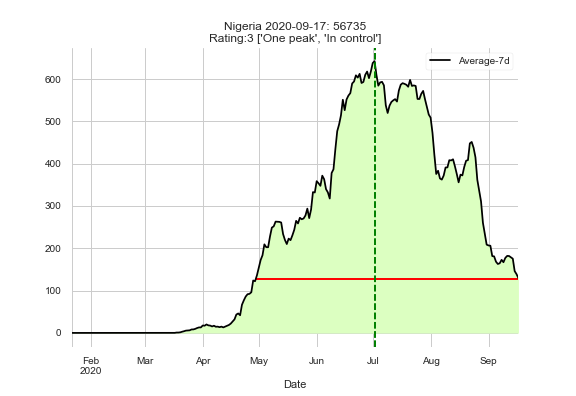 Nigeria 2020-09-17: 56735
Rating:3 ['One peak', 'In control']
Average-7d
600
500
400
300
200
100
0
Feb
2020
Mar
Apr
May
Jun
Jul
Aug
Sep
Date